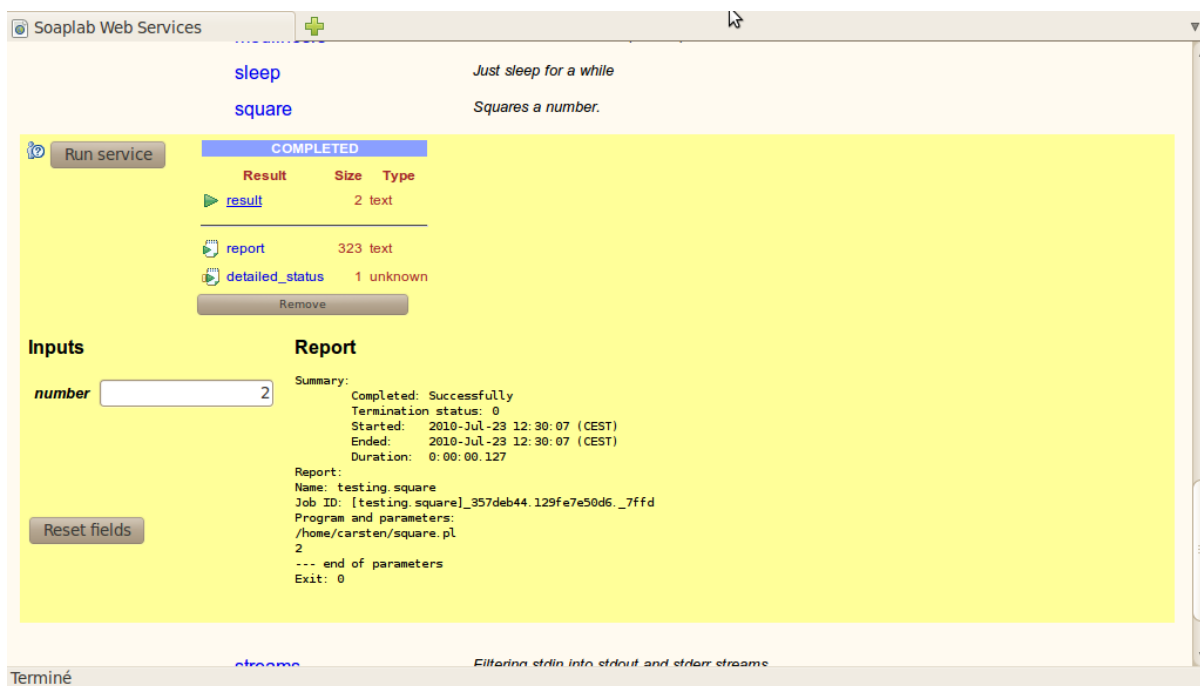 Soaplab Web Services
sleep Just sleep for a while
square Squares a number.
Run service
COMPLETED
Result Size Type
result 2 text
report 323 text
detailed_status 1 unknown
Remove
Inputs
number 2
Reset fields
Report
Summary:
Completed: Successfully
Termination status: 0
Started: 2010-Jul-23 12:30:07 (CEST)
Ended: 2010-Jul-23 12:30:07 (CEST)
Duration: 0:00:00.127
Report:
Name: testing.square
Job ID: [testing.square]_357deb44.129fe7e50d6._7ffd
Program and parameters:
/home/carsten/square.pl
2
--- end of parameters
Exit: 0
streams Filtering stdin into stdout and stderr streams
Terminé